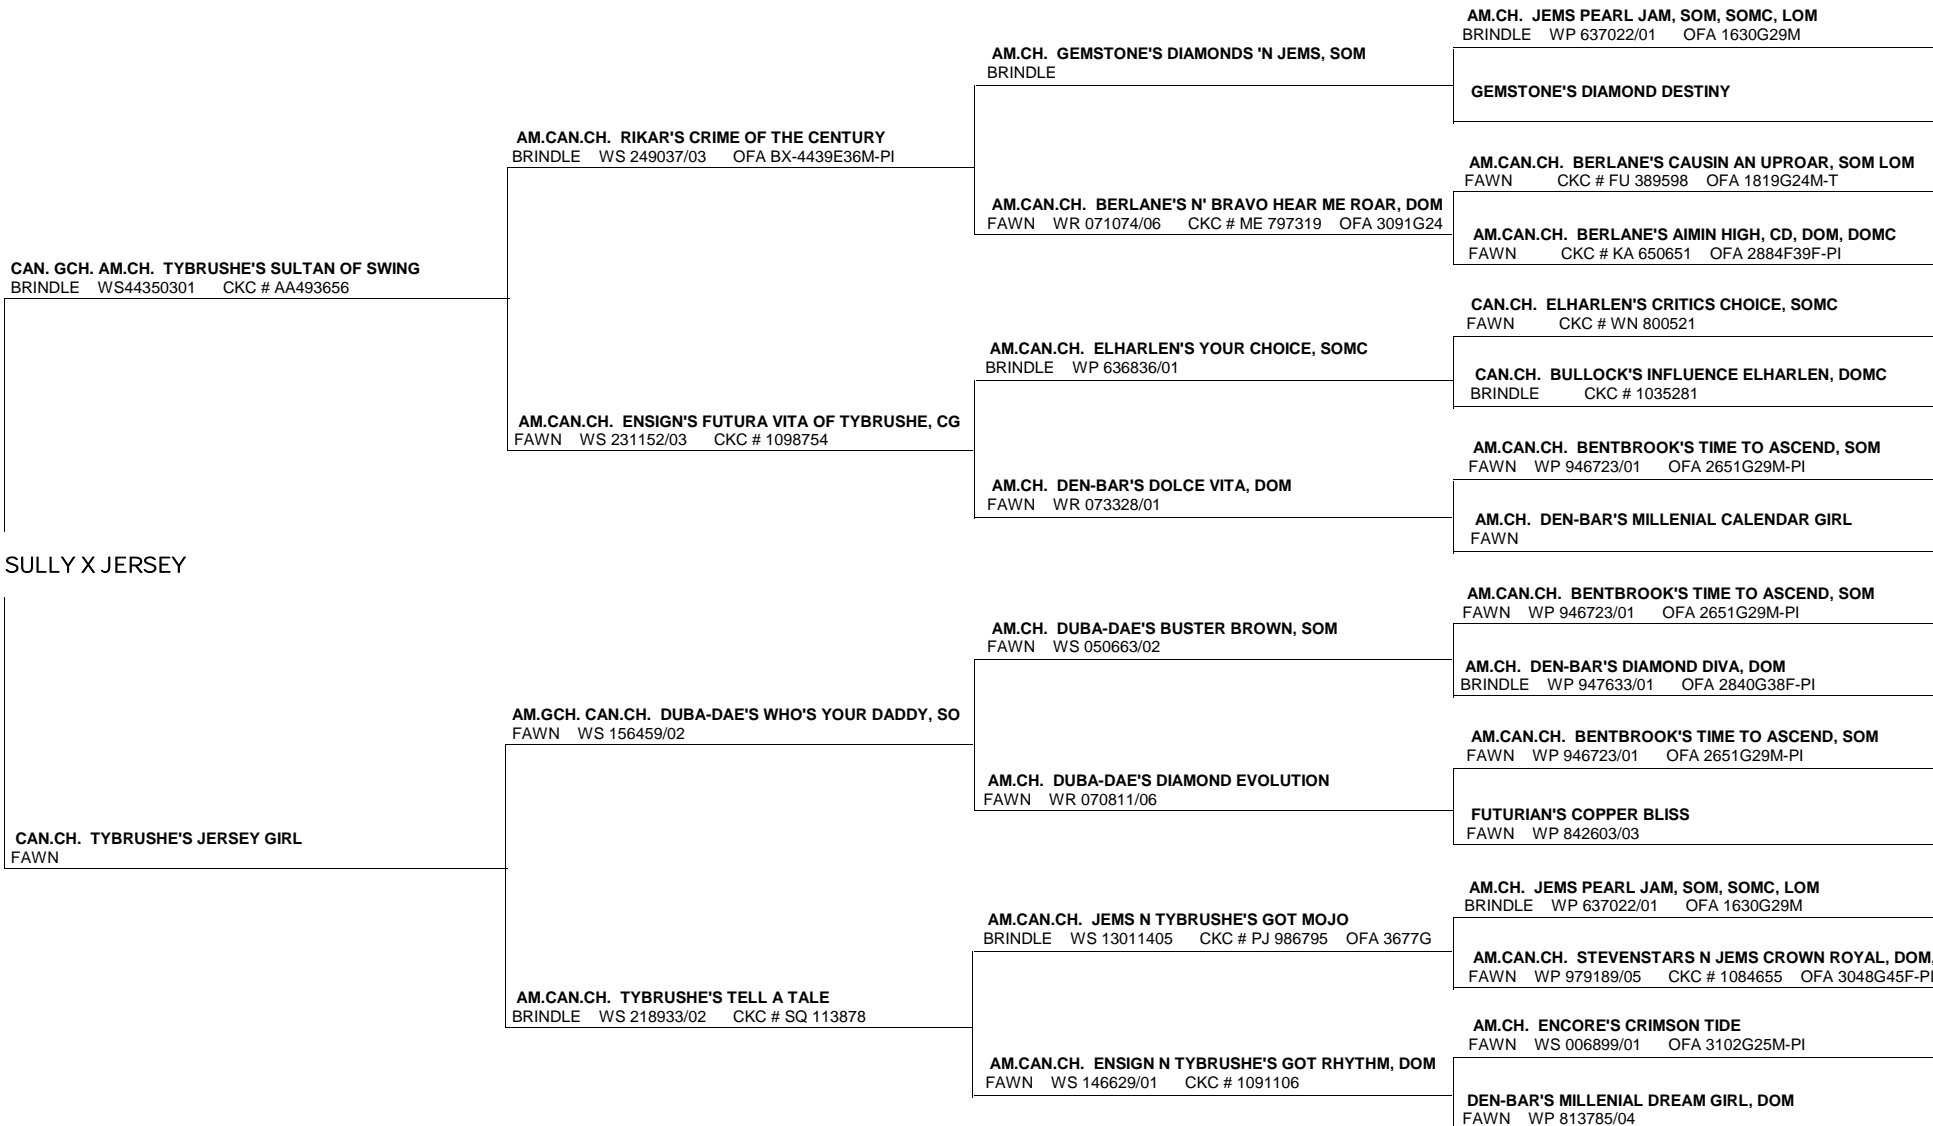 AM.CH. JEMS PEARL JAM, SOM, SOMC, LOM
BRINDLE WP 637022/01 OFA 1630G29M
AM.CH. GEMSTONE'S DIAMONDS 'N JEMS, SOM
BRINDLE
GEMSTONE'S DIAMOND DESTINY
AM.CAN.CH. RIKAR'S CRIME OF THE CENTURY
BRINDLE WS 249037/03 OFA BX-4439E36M-PI
AM.CAN.CH. BERLANE'S CAUSIN AN UPROAR, SOM LOM
FAWN CKC # FU 389598 OFA 1819G24M-T
AM.CAN.CH. BERLANE'S N' BRAVO HEAR ME ROAR, DOM
FAWN WR 071074/06 CKC # ME 797319 OFA 3091G24
AM.CAN.CH. BERLANE'S AIMIN HIGH, CD, DOM, DOMC
FAWN CKC # KA 650651 OFA 2884F39F-PI
CAN. GCH. AM.CH. TYBRUSHE'S SULTAN OF SWING
BRINDLE WS44350301 CKC # AA493656
CAN.CH. ELHARLEN'S CRITICS CHOICE, SOMC
FAWN CKC # WN 800521
AM.CAN.CH. ELHARLEN'S YOUR CHOICE, SOMC
BRINDLE WP 636836/01
CAN.CH. BULLOCK'S INFLUENCE ELHARLEN, DOMC
BRINDLE CKC # 1035281
AM.CAN.CH. ENSIGN'S FUTURA VITA OF TYBRUSHE, CG
FAWN WS 231152/03 CKC # 1098754
AM.CAN.CH. BENTBROOK'S TIME TO ASCEND, SOM
FAWN WP 946723/01 OFA 2651G29M-PI
AM.CH. DEN-BAR'S DOLCE VITA, DOM
FAWN WR 073328/01
AM.CH. DEN-BAR'S MILLENIAL CALENDAR GIRL
FAWN
SULLY X JERSEY
AM.CAN.CH. BENTBROOK'S TIME TO ASCEND, SOM
FAWN WP 946723/01 OFA 2651G29M-PI
AM.CH. DUBA-DAE'S BUSTER BROWN, SOM
FAWN WS 050663/02
AM.CH. DEN-BAR'S DIAMOND DIVA, DOM
BRINDLE WP 947633/01 OFA 2840G38F-PI
AM.GCH. CAN.CH. DUBA-DAE'S WHO'S YOUR DADDY, SO
FAWN WS 156459/02
AM.CAN.CH. BENTBROOK'S TIME TO ASCEND, SOM
FAWN WP 946723/01 OFA 2651G29M-PI
AM.CH. DUBA-DAE'S DIAMOND EVOLUTION
FAWN WR 070811/06
FUTURIAN'S COPPER BLISS
FAWN WP 842603/03
CAN.CH. TYBRUSHE'S JERSEY GIRL
FAWN
AM.CH. JEMS PEARL JAM, SOM, SOMC, LOM
BRINDLE WP 637022/01 OFA 1630G29M
AM.CAN.CH. JEMS N TYBRUSHE'S GOT MOJO
BRINDLE WS 13011405 CKC # PJ 986795 OFA 3677G
AM.CAN.CH. STEVENSTARS N JEMS CROWN ROYAL, DOM,
FAWN WP 979189/05 CKC # 1084655 OFA 3048G45F-PI
AM.CAN.CH. TYBRUSHE'S TELL A TALE
BRINDLE WS 218933/02 CKC # SQ 113878
AM.CH. ENCORE'S CRIMSON TIDE
FAWN WS 006899/01 OFA 3102G25M-PI
AM.CAN.CH. ENSIGN N TYBRUSHE'S GOT RHYTHM, DOM
FAWN WS 146629/01 CKC # 1091106
DEN-BAR'S MILLENIAL DREAM GIRL, DOM
FAWN WP 813785/04